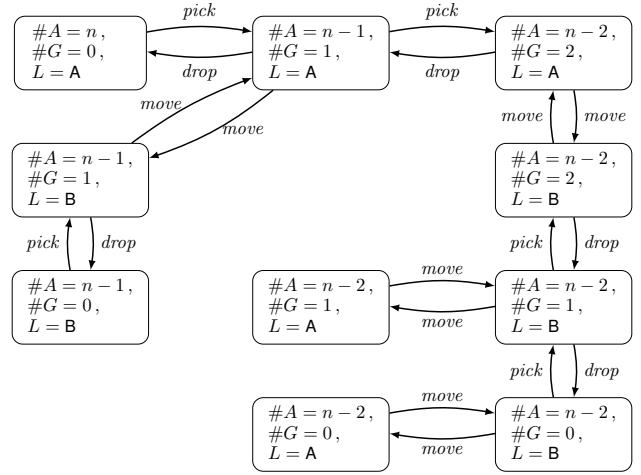 pick
pick
#A = n ,
#G = 0 ,
L = A
#A = n − 1 ,
#G = 1 ,
L = A
#A = n − 2 ,
#G = 2 ,
L = A
drop
drop
move
move
move
move
#A = n − 1 ,
#G = 1 ,
L = B
#A = n − 2 ,
#G = 2 ,
L = B
pick
drop
pick
drop
#A = n − 1 ,
#G = 0 ,
L = B
#A = n − 2 ,
#G = 1 ,
L = A
move
move
#A = n − 2 ,
#G = 1 ,
L = B
pick
drop
#A = n − 2 ,
#G = 0 ,
L = A
move
move
#A = n − 2 ,
#G = 0 ,
L = B